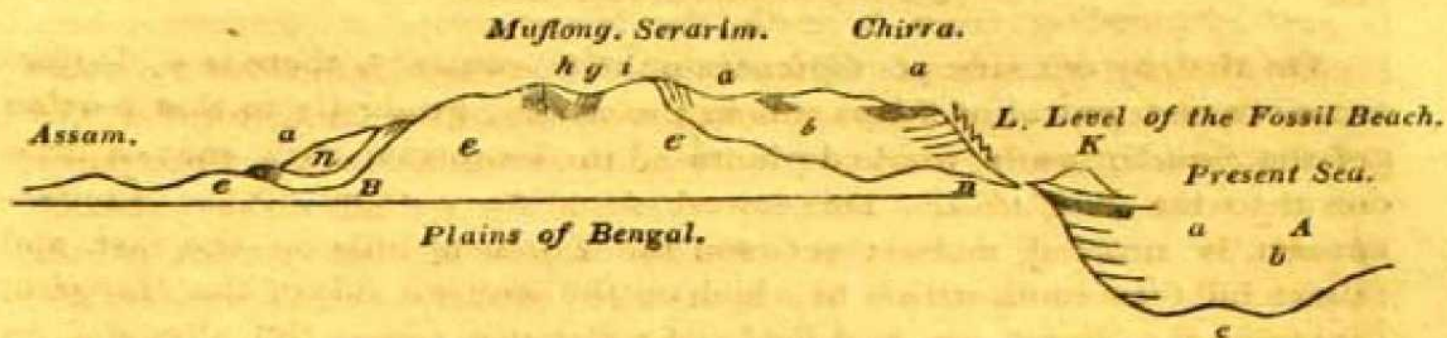 Muflong. Serarim. Chirra.
h g i a a
L. Level of the Fossil Beach.
Assam. a n e e b K
Present Sea.
e B n
a A
Plains of Bengal.
b
c